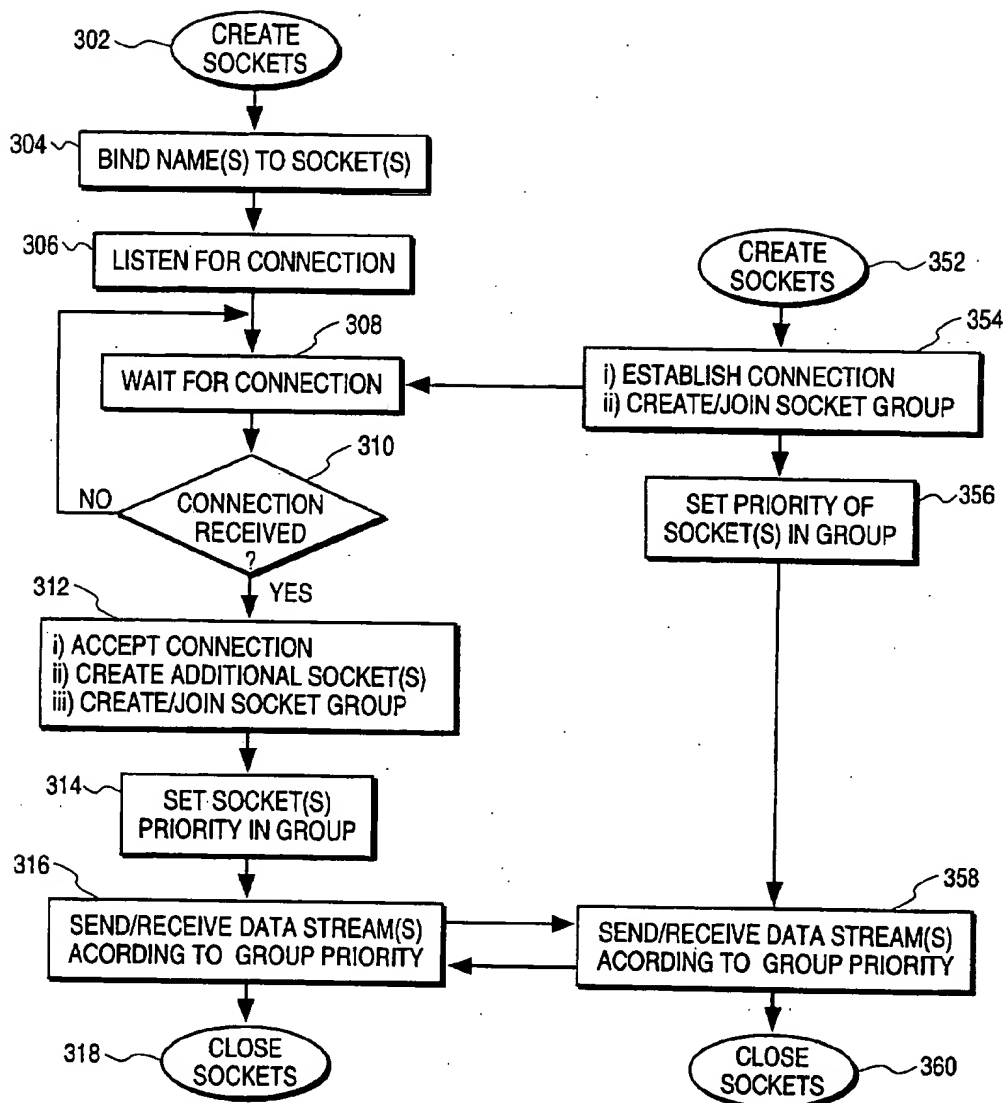 302
CREATE
SOCKETS
304
BIND NAME(S) TO SOCKET(S)
306
LISTEN FOR CONNECTION
308
WAIT FOR CONNECTION
310
NO
CONNECTION
RECEIVED
?
YES
312
i) ACCEPT CONNECTION
ii) CREATE ADDITIONAL SOCKET(S)
iii) CREATE/JOIN SOCKET GROUP
314
SET SOCKET(S)
PRIORITY IN GROUP
316
SEND/RECEIVE DATA STREAM(S)
ACORDING TO GROUP PRIORITY
318
CLOSE
SOCKETS
CREATE
SOCKETS
352
354
i) ESTABLISH CONNECTION
ii) CREATE/JOIN SOCKET GROUP
SET PRIORITY OF
SOCKET(S) IN GROUP
356
358
SEND/RECEIVE DATA STREAM(S)
ACORDING TO GROUP PRIORITY
CLOSE
SOCKETS
360